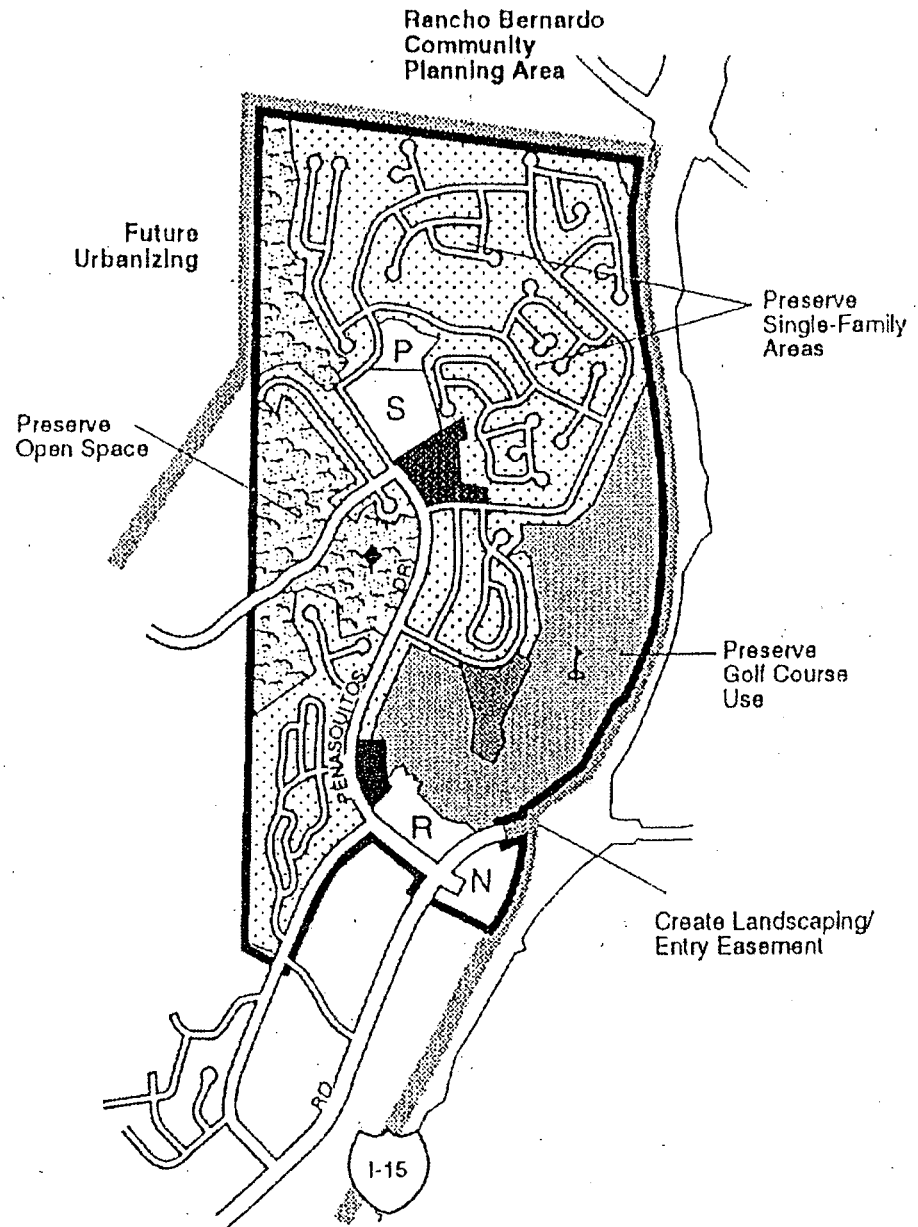 Rancho Bernardo
Community
Planning Area
Future
Urbanizing
Preserve
Single-Family
Areas
P
S
Preserve
Open Space
DR
PENASQUITOS
Preserve
Golf Course
Use
R
N
Create Landscaping/
Entry Easement
RD
I-15